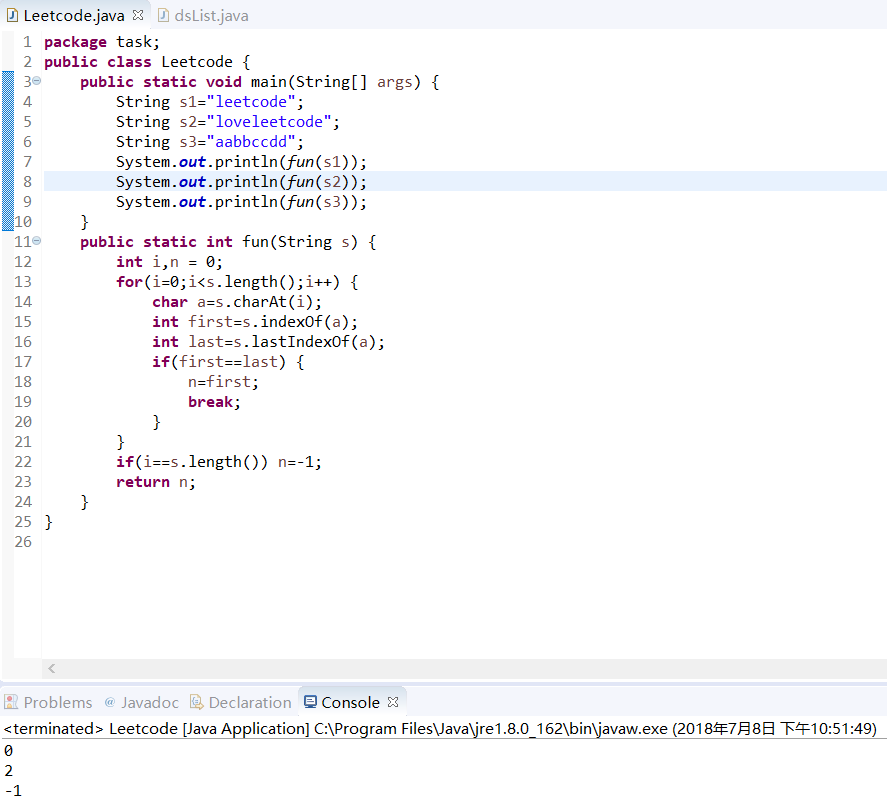 Leetcode.java dsList.java
1 package task;
2 public class Leetcode {
3 public static void main(String[] args) {
4 String s1="leetcode";
5 String s2="loveleetcode";
6 String s3="aabbccdd";
7 System.out.println(fun(s1));
8 System.out.println(fun(s2));
9 System.out.println(fun(s3));
10 }
11 public static int fun(String s) {
12 int i,n = 0;
13 for(i=0;i<s.length();i++) {
14 char a=s.charAt(i);
15 int first=s.indexOf(a);
16 int last=s.lastIndexOf(a);
17 if(first==last) {
18 n=first;
19 break;
20 }
21 }
22 if(i==s.length()) n=-1;
23 return n;
24 }
25 }
26
Problems @ Javadoc Declaration Console
<terminated> Leetcode [Java Application] C:\Program Files\Java\jre1.8.0_162\bin\javaw.exe (2018年7月8日 下午10:51:49)
0
2
-1